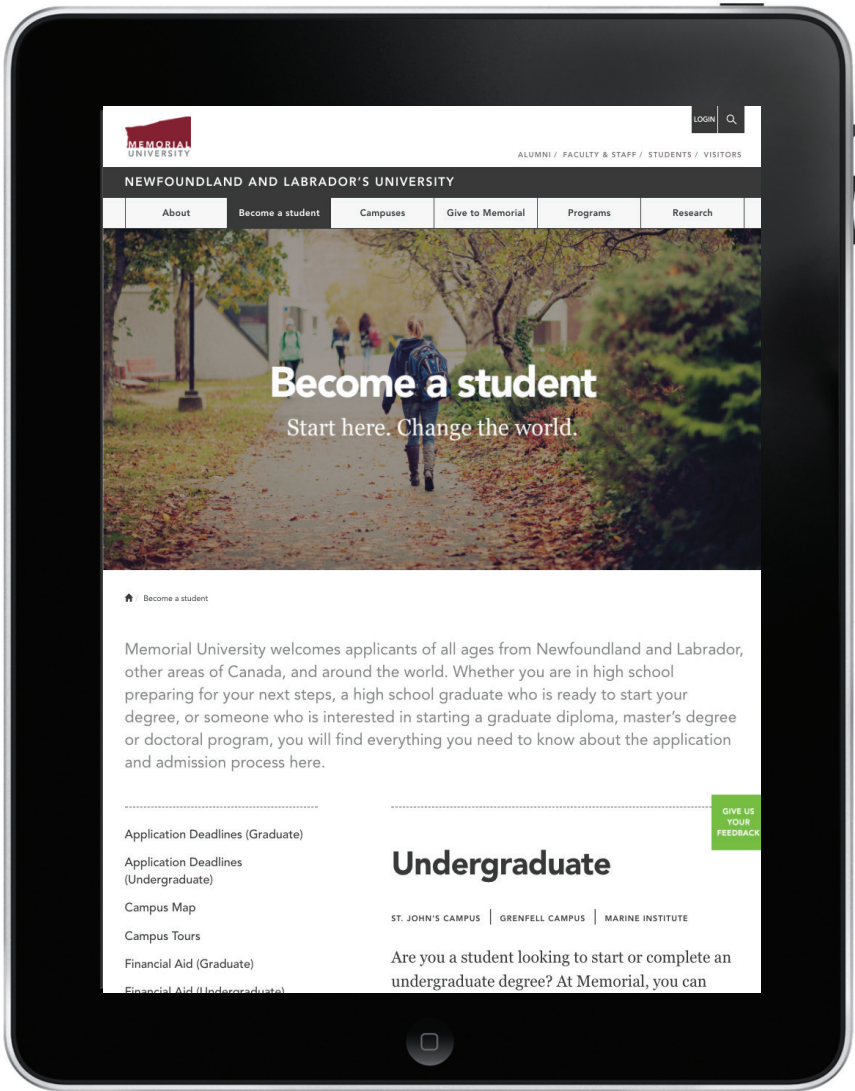 MEMORIAL
UNIVERSITY
LOGIN
ALUMNI / FACULTY & STAFF / STUDENTS / VISITORS
NEWFOUNDLAND AND LABRADOR'S UNIVERSITY
About
Become a student
Campuses
Give to Memorial
Programs
Research
Become a student
Start here. Change the world.
/ Become a student
Memorial University welcomes applicants of all ages from Newfoundland and Labrador,
other areas of Canada, and around the world. Whether you are in high school
preparing for your next steps, a high school graduate who is ready to start your
degree, or someone who is interested in starting a graduate diploma, master's degree
or doctoral program, you will find everything you need to know about the application
and admission process here.
GIVE US
YOUR
FEEDBACK
Application Deadlines (Graduate)
Application Deadlines
(Undergraduate)
Campus Map
Campus Tours
Financial Aid (Graduate)
Financial Aid (Undergraduate)
Undergraduate
ST. JOHN'S CAMPUS | GRENFELL CAMPUS | MARINE INSTITUTE
Are you a student looking to start or complete an
undergraduate degree? At Memorial, you can